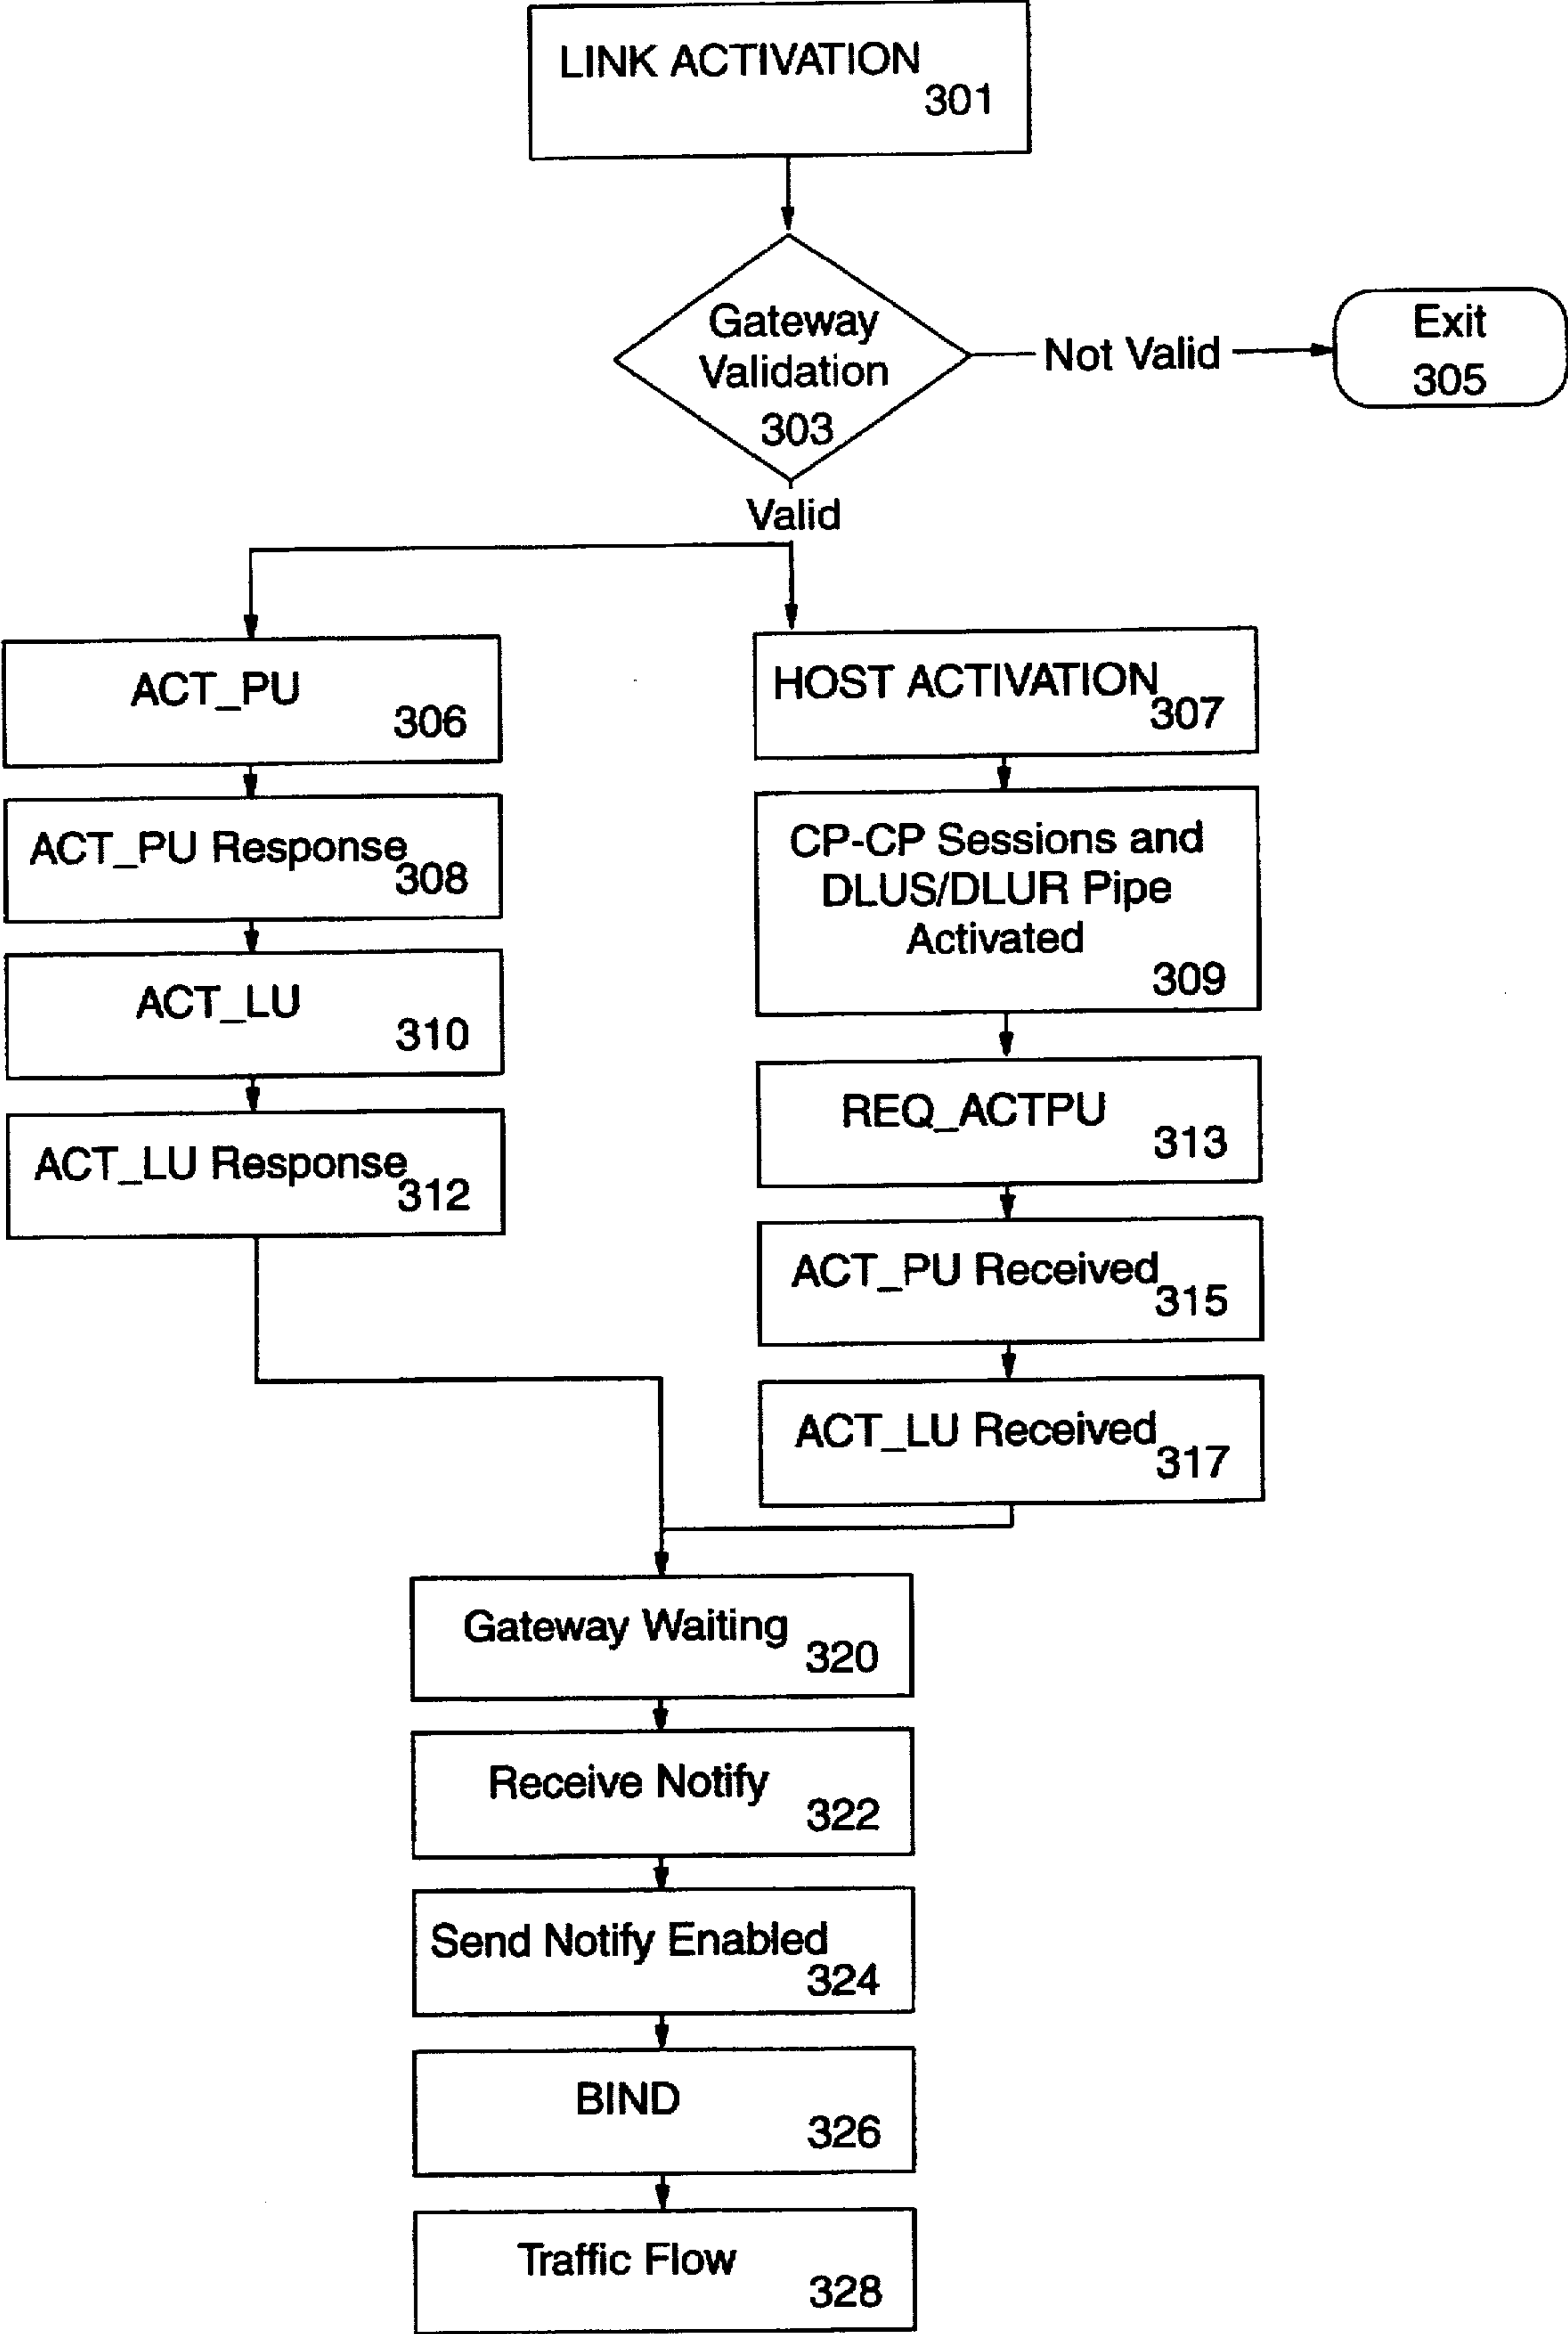 LINK ACTIVATION
301
Gateway
Validation
303
Not Valid
Exit
305
Valid
ACT_PU
306
ACT_PU Response
308
ACT_LU
310
ACT_LU Response
312
HOST ACTIVATION
307
CP-CP Sessions and
DLUS/DLUR Pipe
Activated
309
REQ_ACTPU
313
ACT_PU Received
315
ACT_LU Received
317
Gateway Waiting
320
Receive Notify
322
Send Notify Enabled
324
BIND
326
Traffic Flow
328